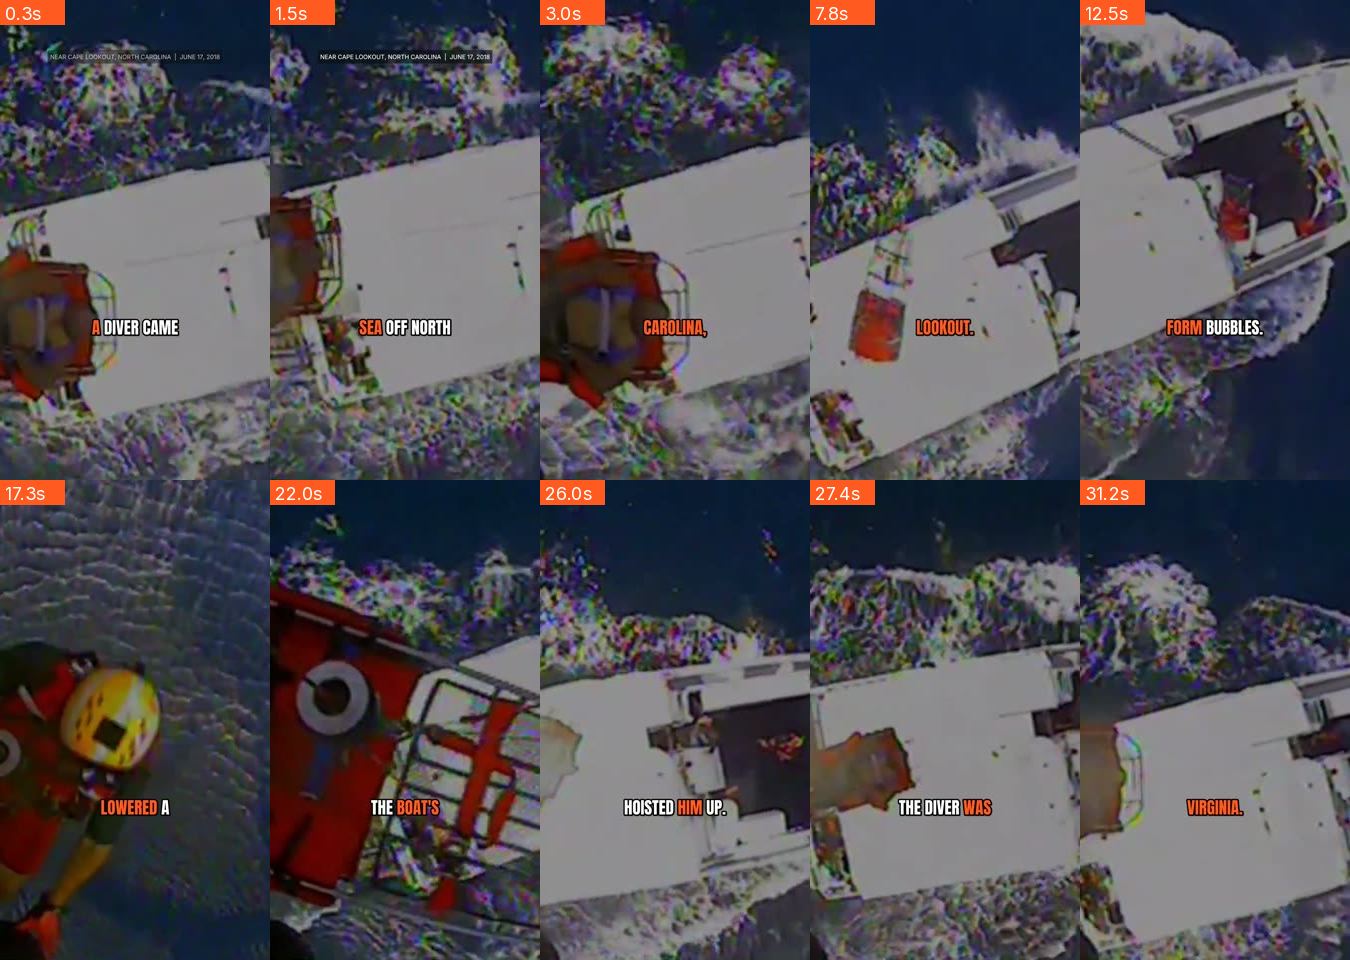 0.3s
NEAR CAPE LOOKOUT, NORTH CAROLINA | JUNE 17, 2018
A DIVER CAME
1.5s
NEAR CAPE LOOKOUT, NORTH CAROLINA | JUNE 17, 2018
SEA OFF NORTH
3.0s
CAROLINA,
7.8s
LOOKOUT.
12.5s
FORM BUBBLES.
17.3s
LOWERED A
22.0s
THE BOAT'S
26.0s
HOISTED HIM UP.
27.4s
THE DIVER WAS
31.2s
VIRGINIA.